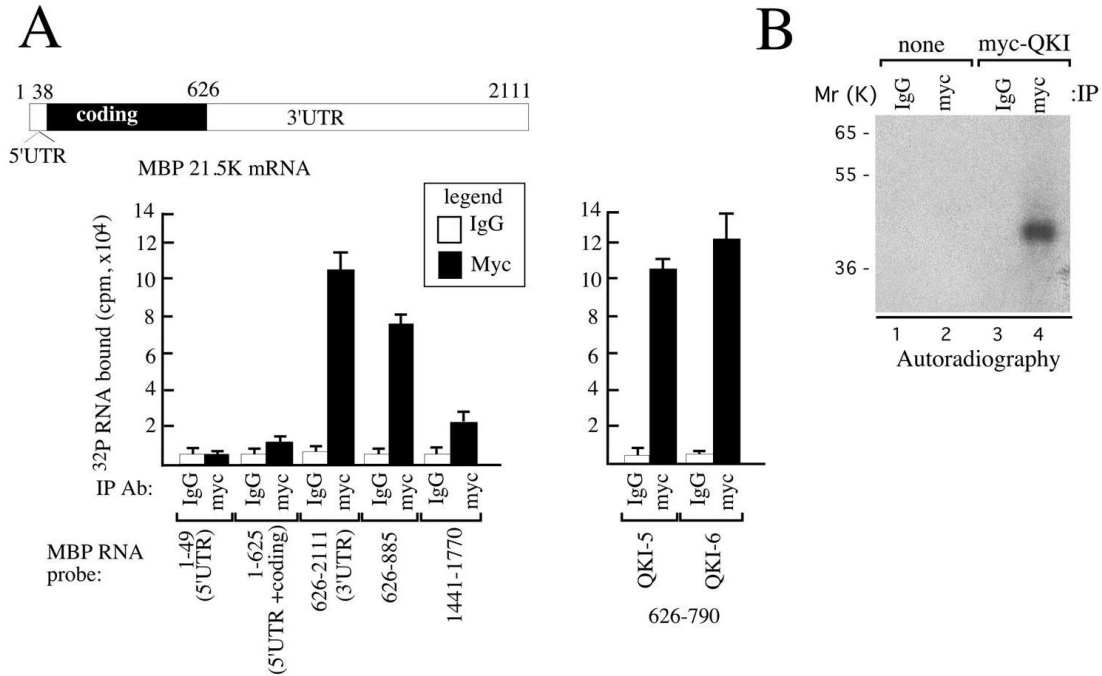 A
1 38 626 2111
coding
3'UTR
5'UTR
MBP 21.5K mRNA
legend
IgG
Myc
32P RNA bound (cpm, x10⁴)
14
12
10
8
6
4
2
IP Ab:
IgG
myc
IgG
myc
IgG
myc
IgG
myc
IgG
myc
MBP RNA
probe:
1-49
(5'UTR)
1-625
(5'UTR +coding)
626-2111
(3'UTR)
626-885
1441-1770
14
12
10
8
6
4
2
IgG
myc
IgG
myc
QKI-5
QKI-6
626-790
B
none myc-QKI
Mr (K) IgG myc IgG myc :IP
65 -
55 -
36 -
1 2 3 4
Autoradiography